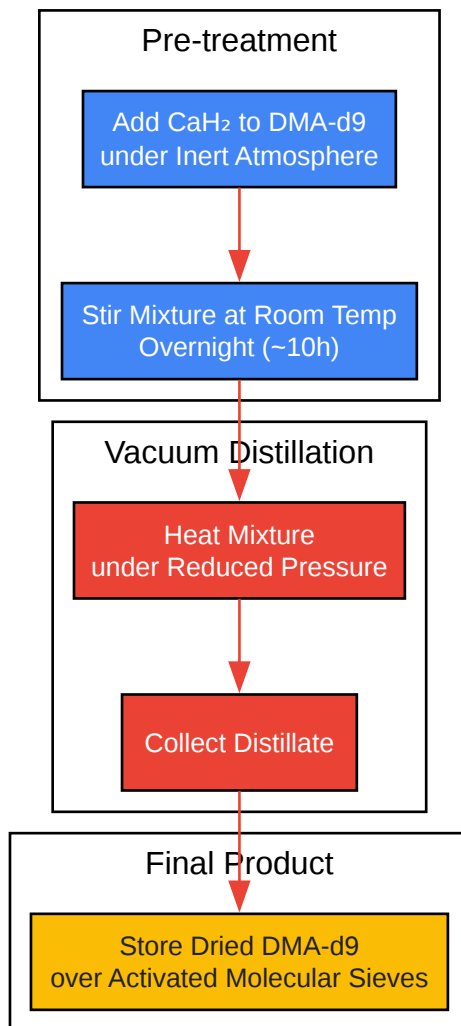 Pre-treatment
Add CaH₂ to DMA-d9
under Inert Atmosphere
Stir Mixture at Room Temp
Overnight (~10h)
Vacuum Distillation
Heat Mixture
under Reduced Pressure
Collect Distillate
Final Product
Store Dried DMA-d9
over Activated Molecular Sieves